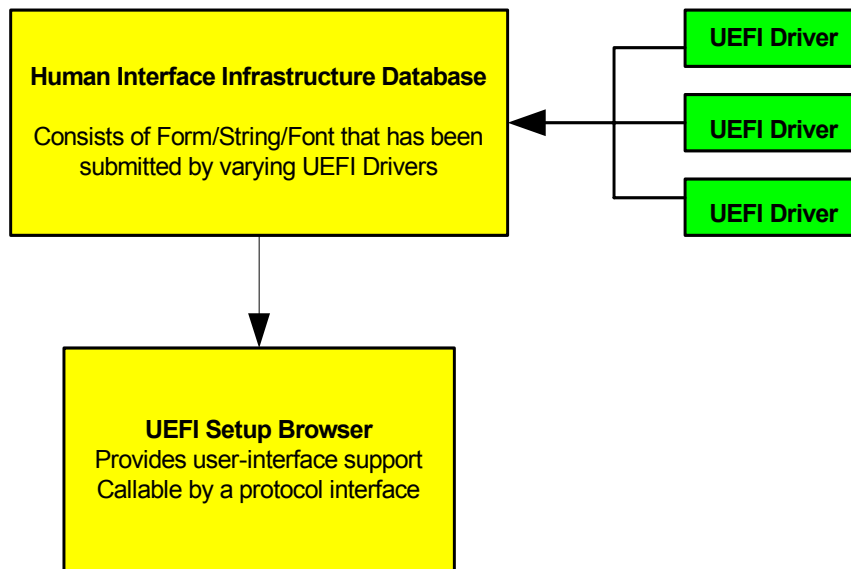 Human Interface Infrastructure Database
Consists of Form/String/Font that has been
submitted by varying UEFI Drivers
UEFI Driver
UEFI Driver
UEFI Driver
UEFI Setup Browser
Provides user-interface support
Callable by a protocol interface